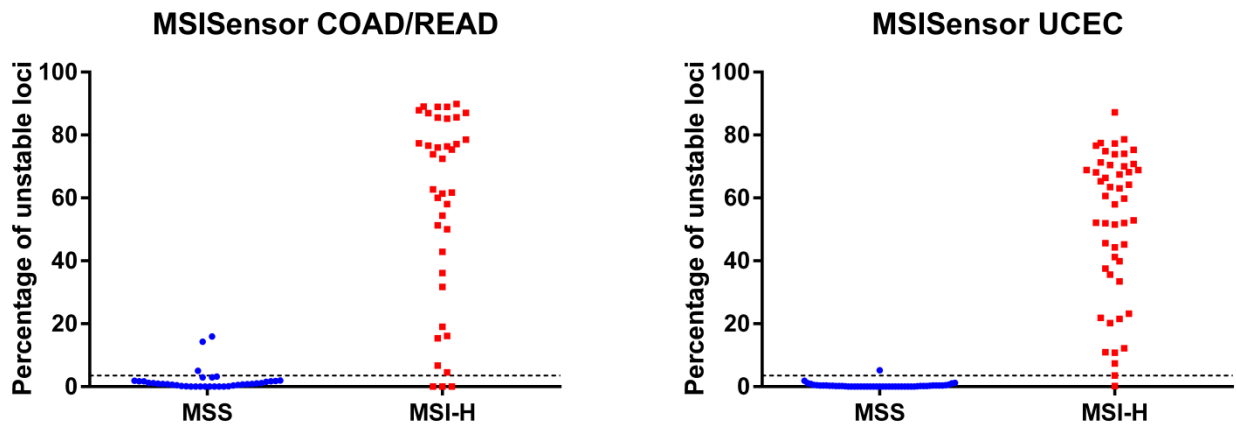 MSISensor COAD/READ
Percentage of unstable loci
100
80
60
40
20
0
MSS
MSI-H
MSISensor UCEC
Percentage of unstable loci
100
80
60
40
20
0
MSS
MSI-H